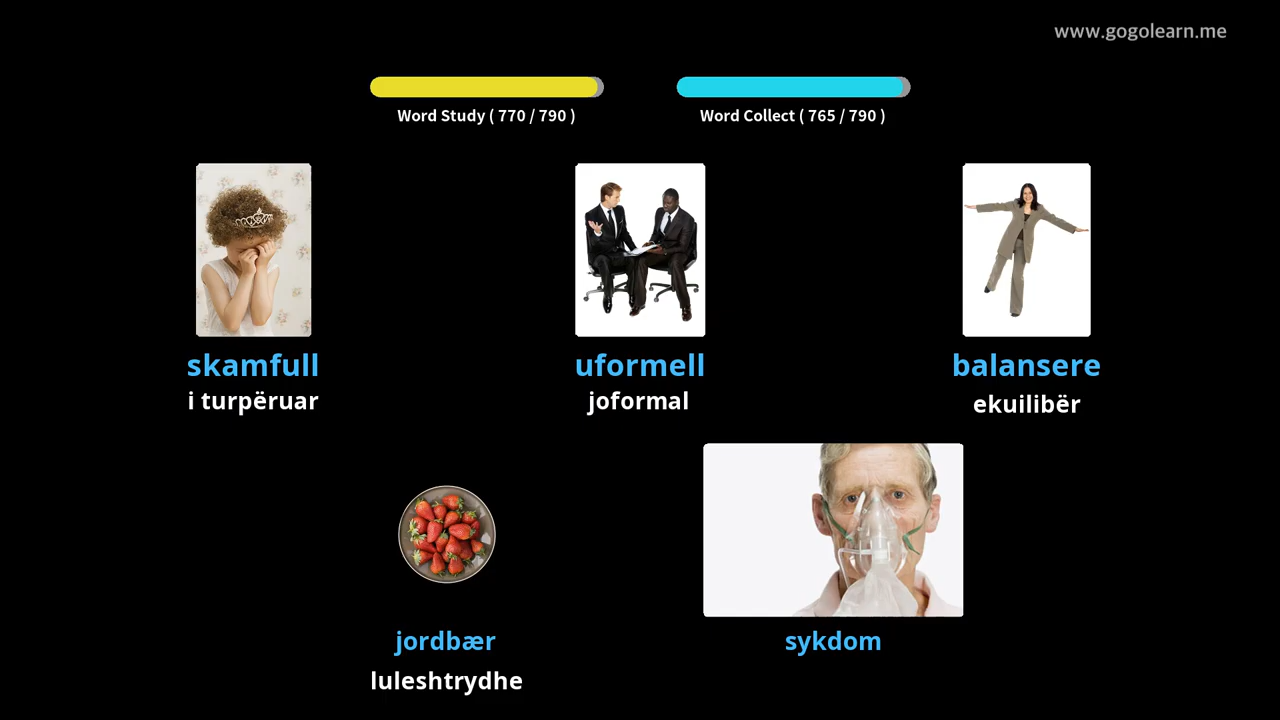 www.gogolearn.me
Word Study ( 770 / 790 )
Word Collect ( 765 / 790 )
skamfull
i turpëruar
uformell
joformal
balansere
ekuilibër
jordbær
luleshtrydhe
sykdom